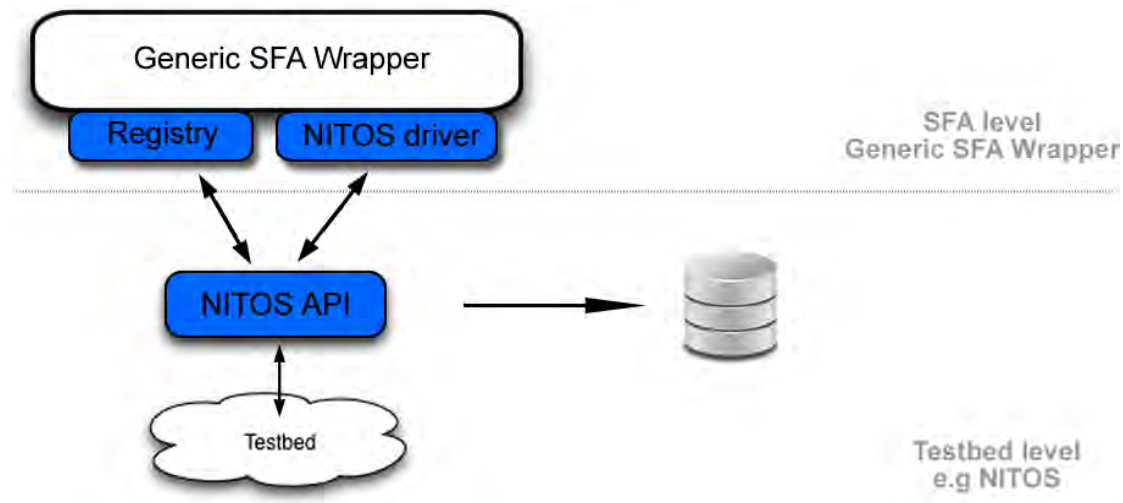 Generic SFA Wrapper
Registry
NITOS driver
SFA level
Generic SFA Wrapper
NITOS API
Testbed
Testbed level
e.g NITOS